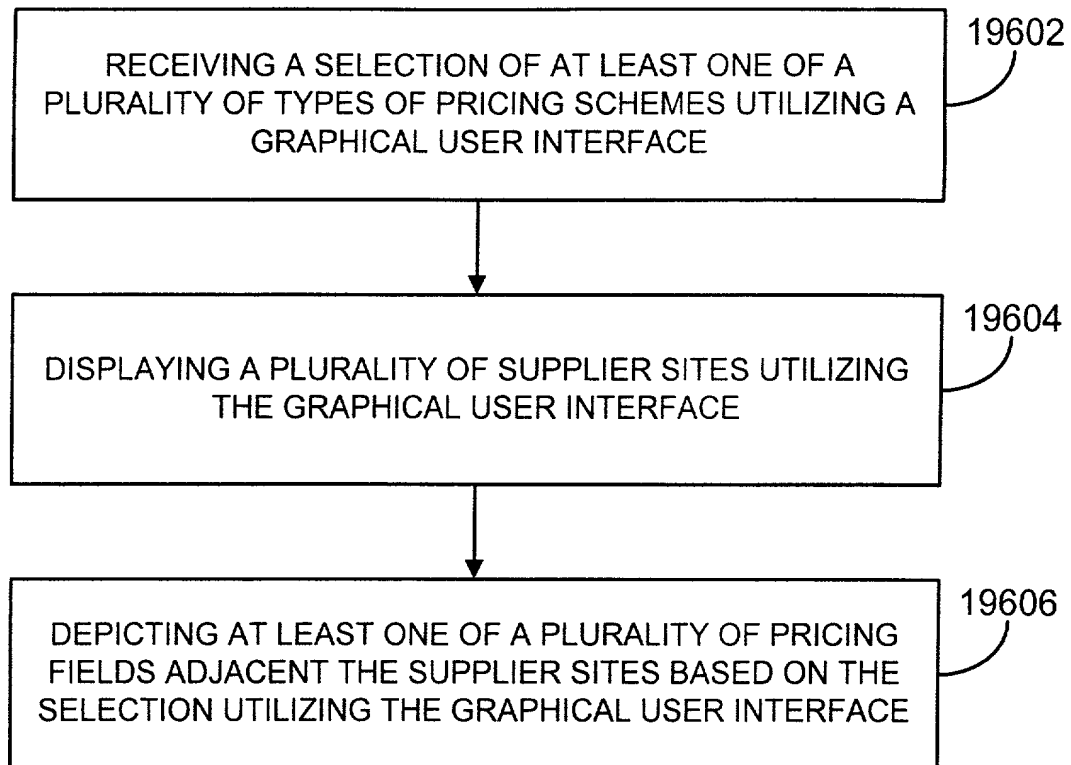 19602
RECEIVING A SELECTION OF AT LEAST ONE OF A
PLURALITY OF TYPES OF PRICING SCHEMES UTILIZING A
GRAPHICAL USER INTERFACE
19604
DISPLAYING A PLURALITY OF SUPPLIER SITES UTILIZING
THE GRAPHICAL USER INTERFACE
19606
DEPICTING AT LEAST ONE OF A PLURALITY OF PRICING
FIELDS ADJACENT THE SUPPLIER SITES BASED ON THE
SELECTION UTILIZING THE GRAPHICAL USER INTERFACE